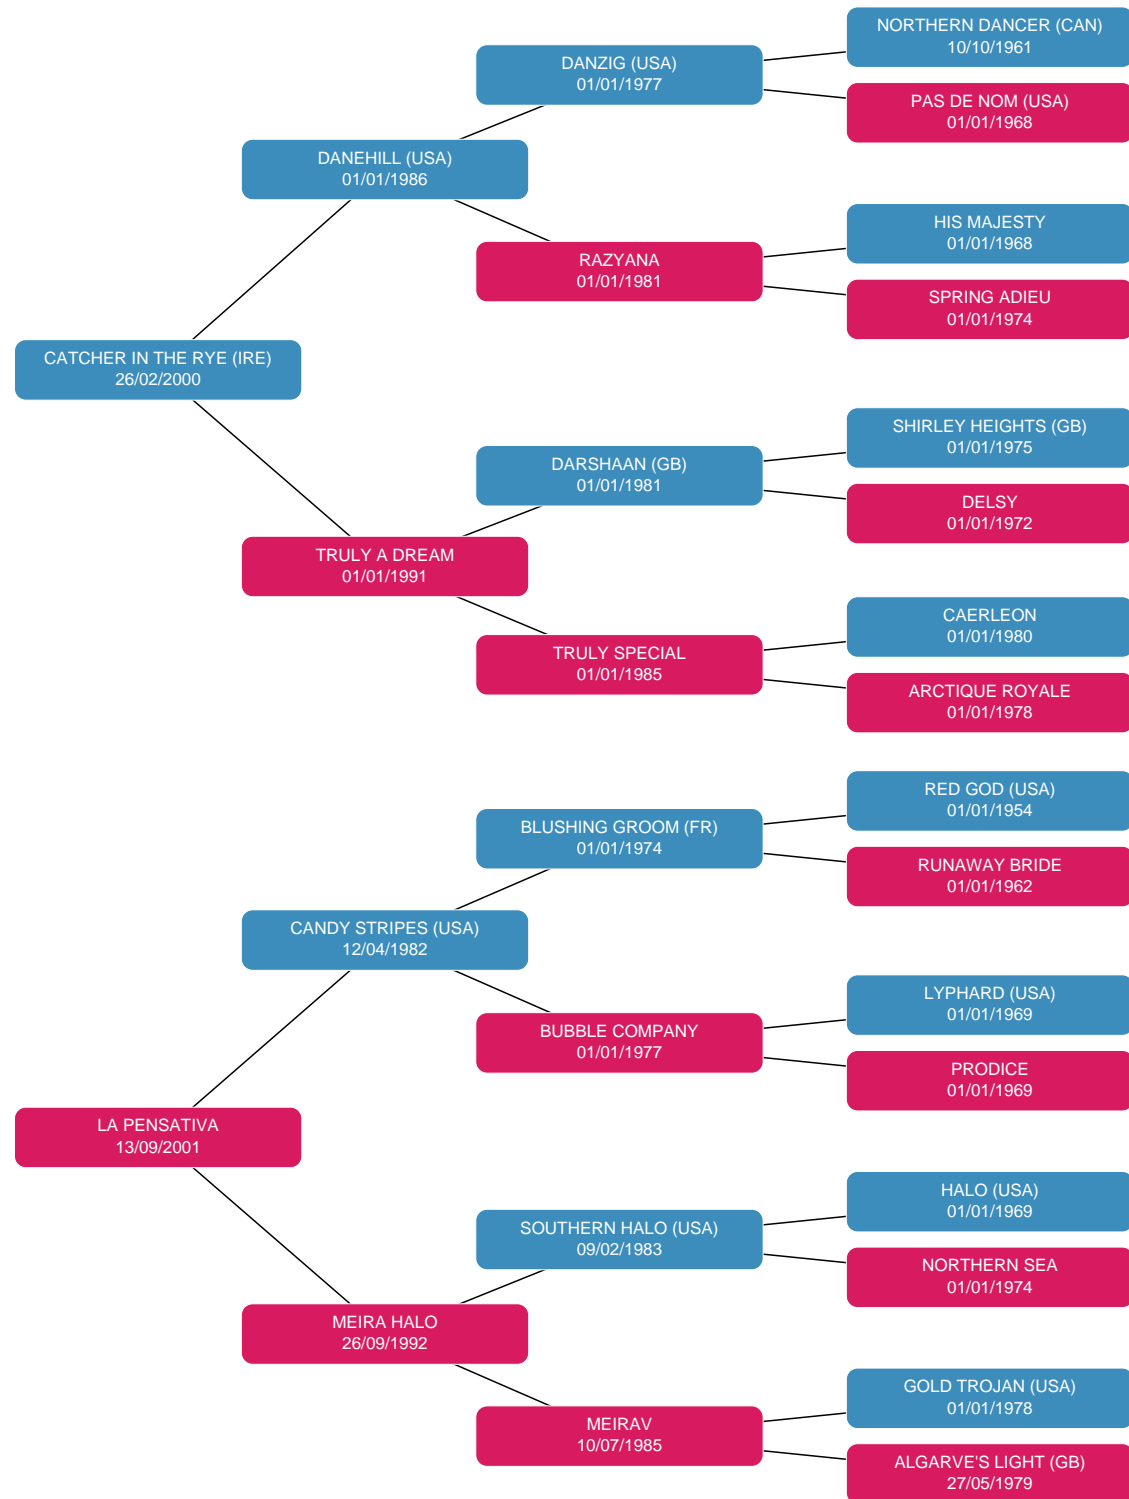 NORTHERN DANCER (CAN)
10/10/1961
DANZIG (USA)
01/01/1977
PAS DE NOM (USA)
01/01/1968
DANEHILL (USA)
01/01/1986
HIS MAJESTY
01/01/1968
RAZYANA
01/01/1981
SPRING ADIEU
01/01/1974
CATCHER IN THE RYE (IRE)
26/02/2000
SHIRLEY HEIGHTS (GB)
01/01/1975
DARSHAAN (GB)
01/01/1981
DELSY
01/01/1972
TRULY A DREAM
01/01/1991
CAERLEON
01/01/1980
TRULY SPECIAL
01/01/1985
ARCTIQUE ROYALE
01/01/1978
RED GOD (USA)
01/01/1954
BLUSHING GROOM (FR)
01/01/1974
RUNAWAY BRIDE
01/01/1962
CANDY STRIPES (USA)
12/04/1982
LYPHARD (USA)
01/01/1969
BUBBLE COMPANY
01/01/1977
PRODICE
01/01/1969
LA PENSATIVA
13/09/2001
HALO (USA)
01/01/1969
SOUTHERN HALO (USA)
09/02/1983
NORTHERN SEA
01/01/1974
MEIRA HALO
26/09/1992
GOLD TROJAN (USA)
01/01/1978
MEIRAV
10/07/1985
ALGARVE'S LIGHT (GB)
27/05/1979